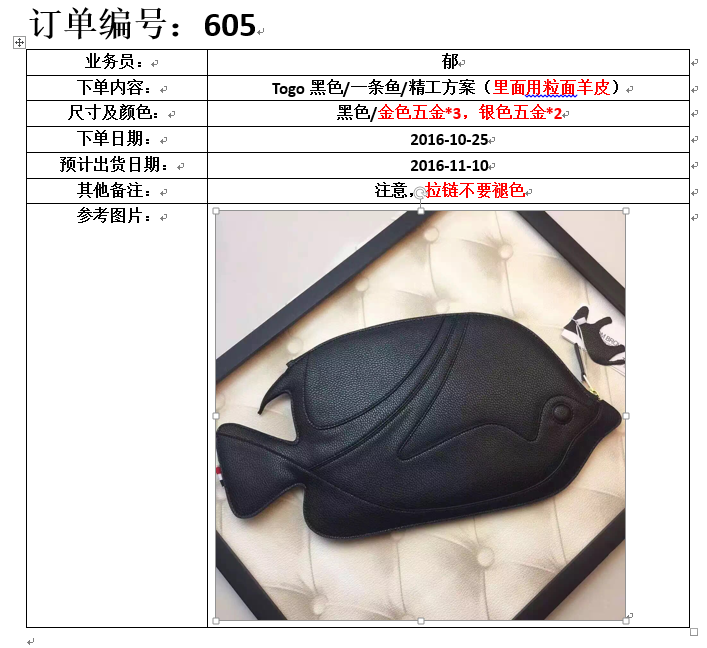 订单编号：605
业务员： 郁
下单内容： Togo 黑色/一条鱼/精工方案（里面用粒面羊皮）
尺寸及颜色： 黑色/金色五金*3，银色五金*2
下单日期： 2016-10-25
预计出货日期： 2016-11-10
其他备注： 注意，拉链不要褪色
参考图片：